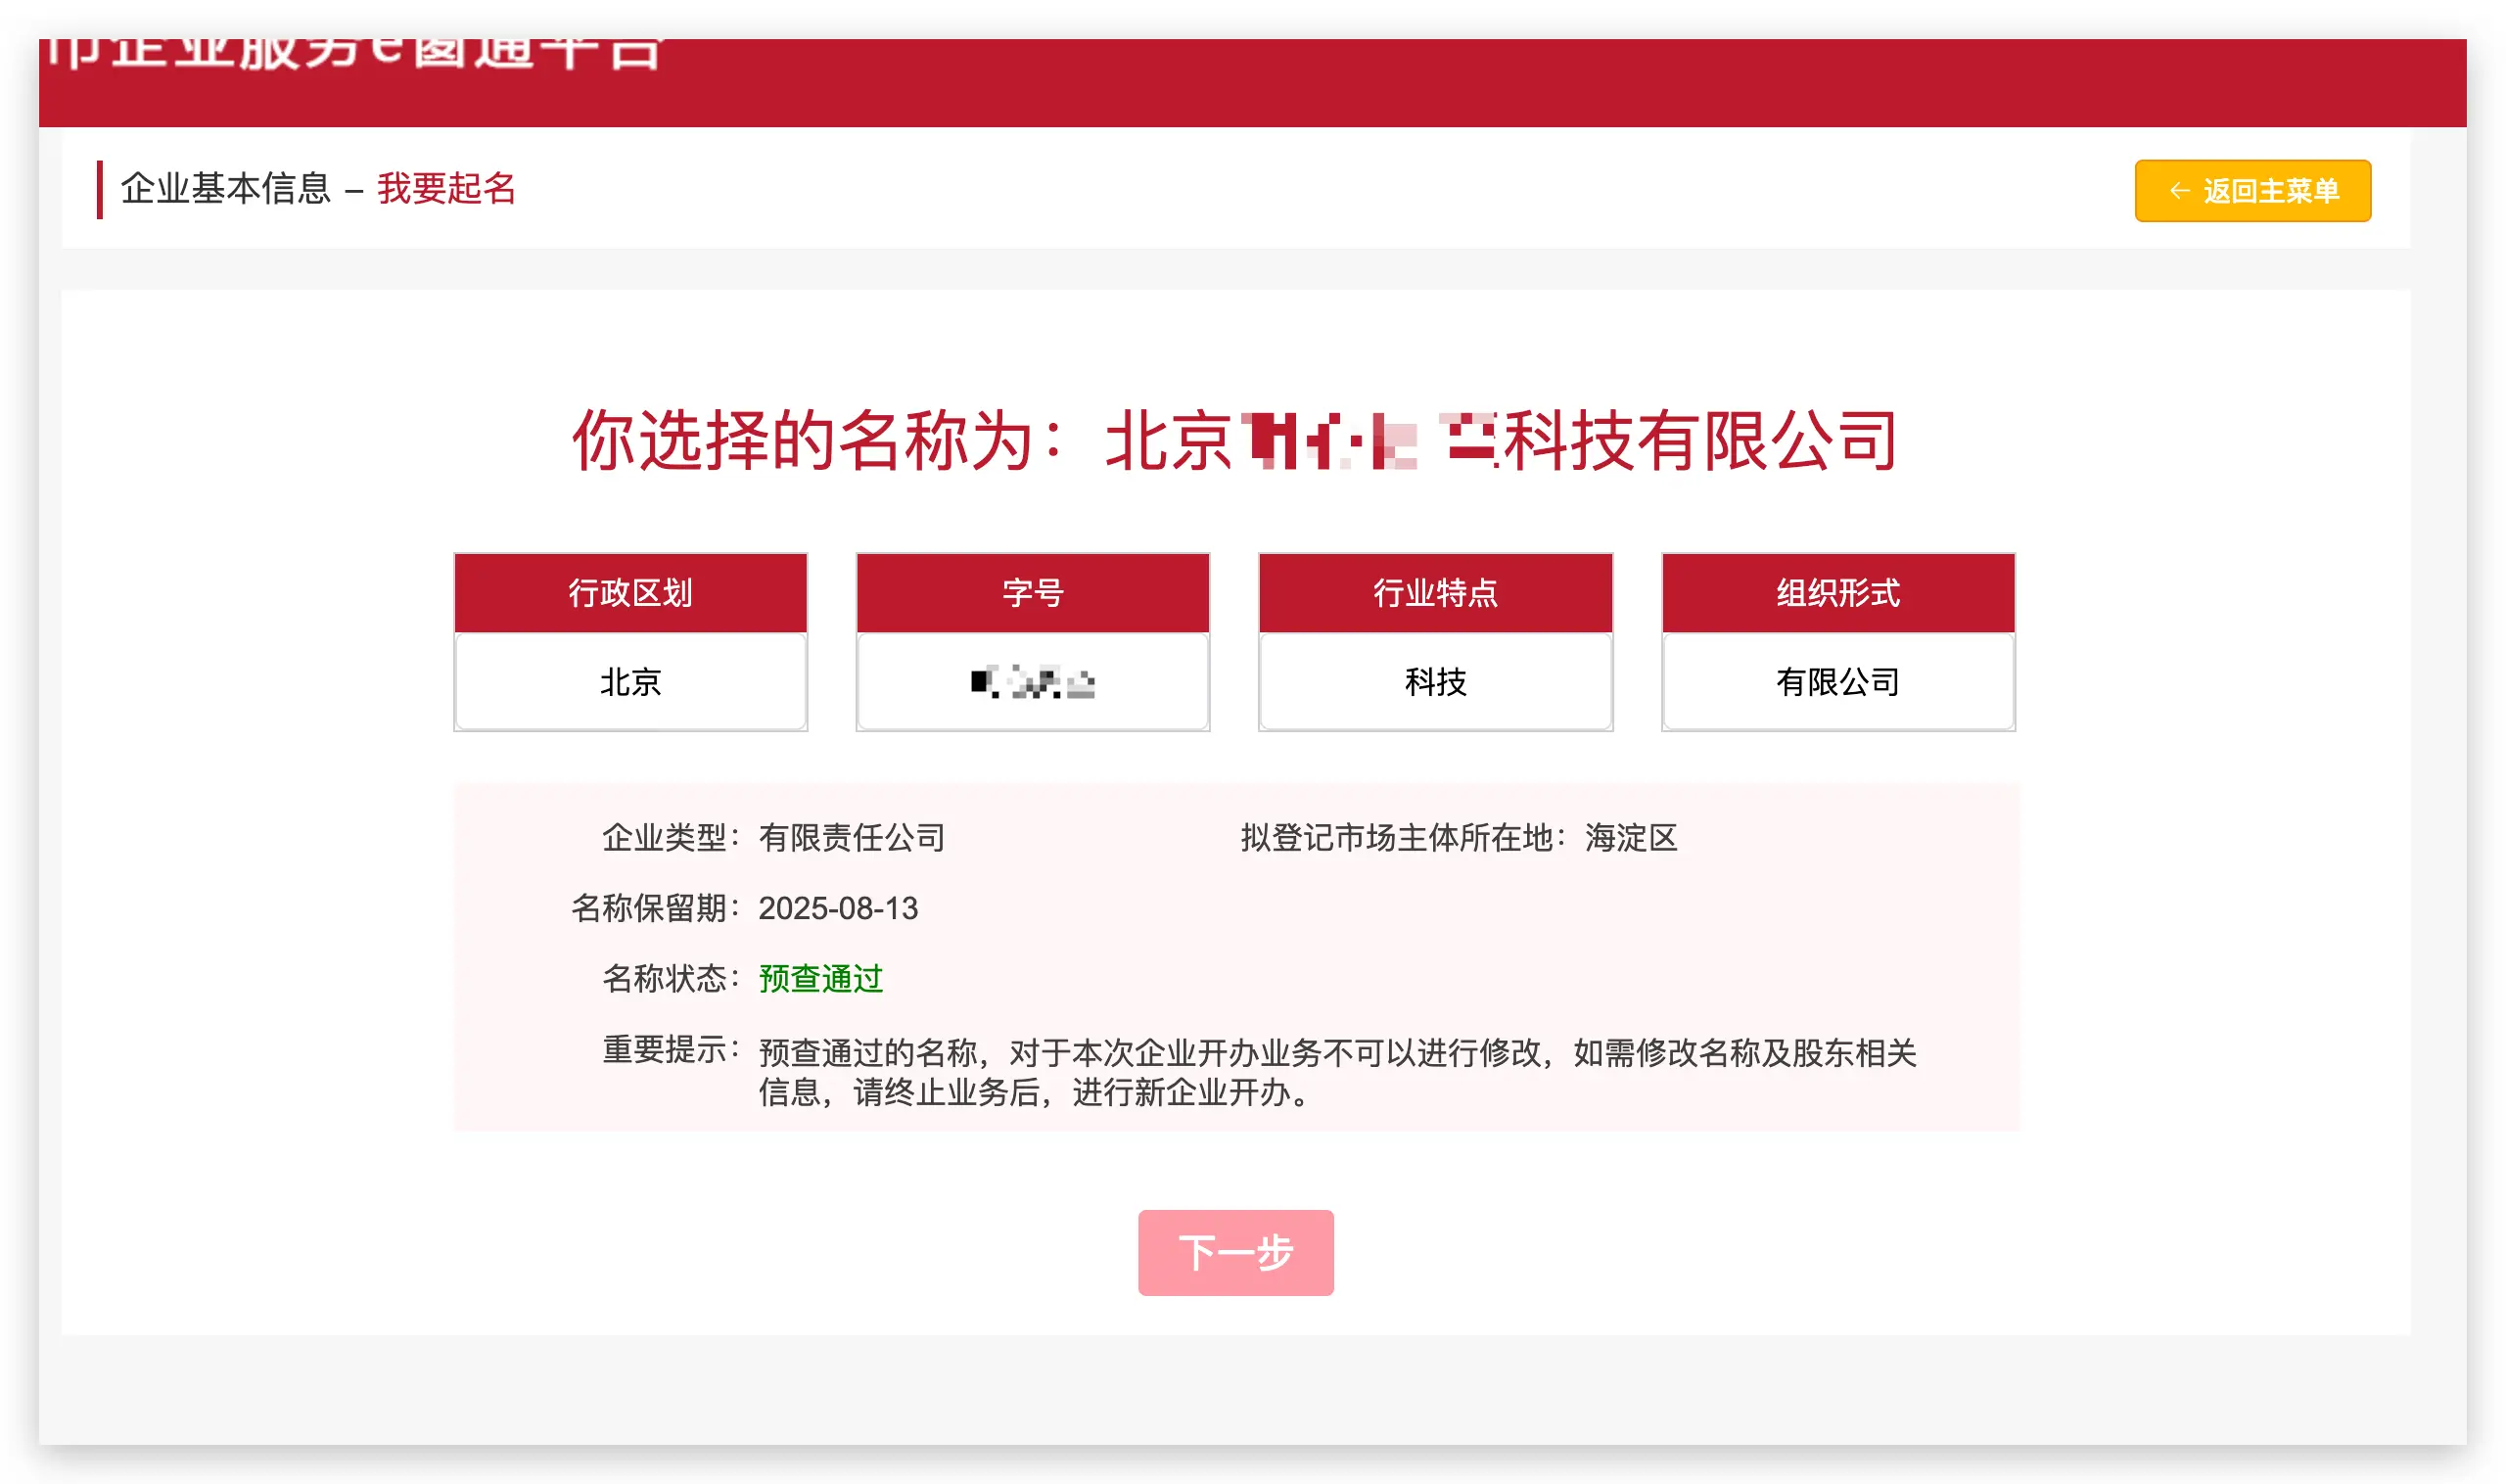 市企业服务e窗通平台
企业基本信息 – 我要起名
← 返回主菜单
你选择的名称为：北京 科技有限公司
行政区划 字号 行业特点 组织形式
北京 科技 有限公司
企业类型：有限责任公司 拟登记市场主体所在地：海淀区
名称保留期：2025-08-13
名称状态：预查通过
重要提示：预查通过的名称，对于本次企业开办业务不可以进行修改，如需修改名称及股东相关
信息，请终止业务后，进行新企业开办。
下一步